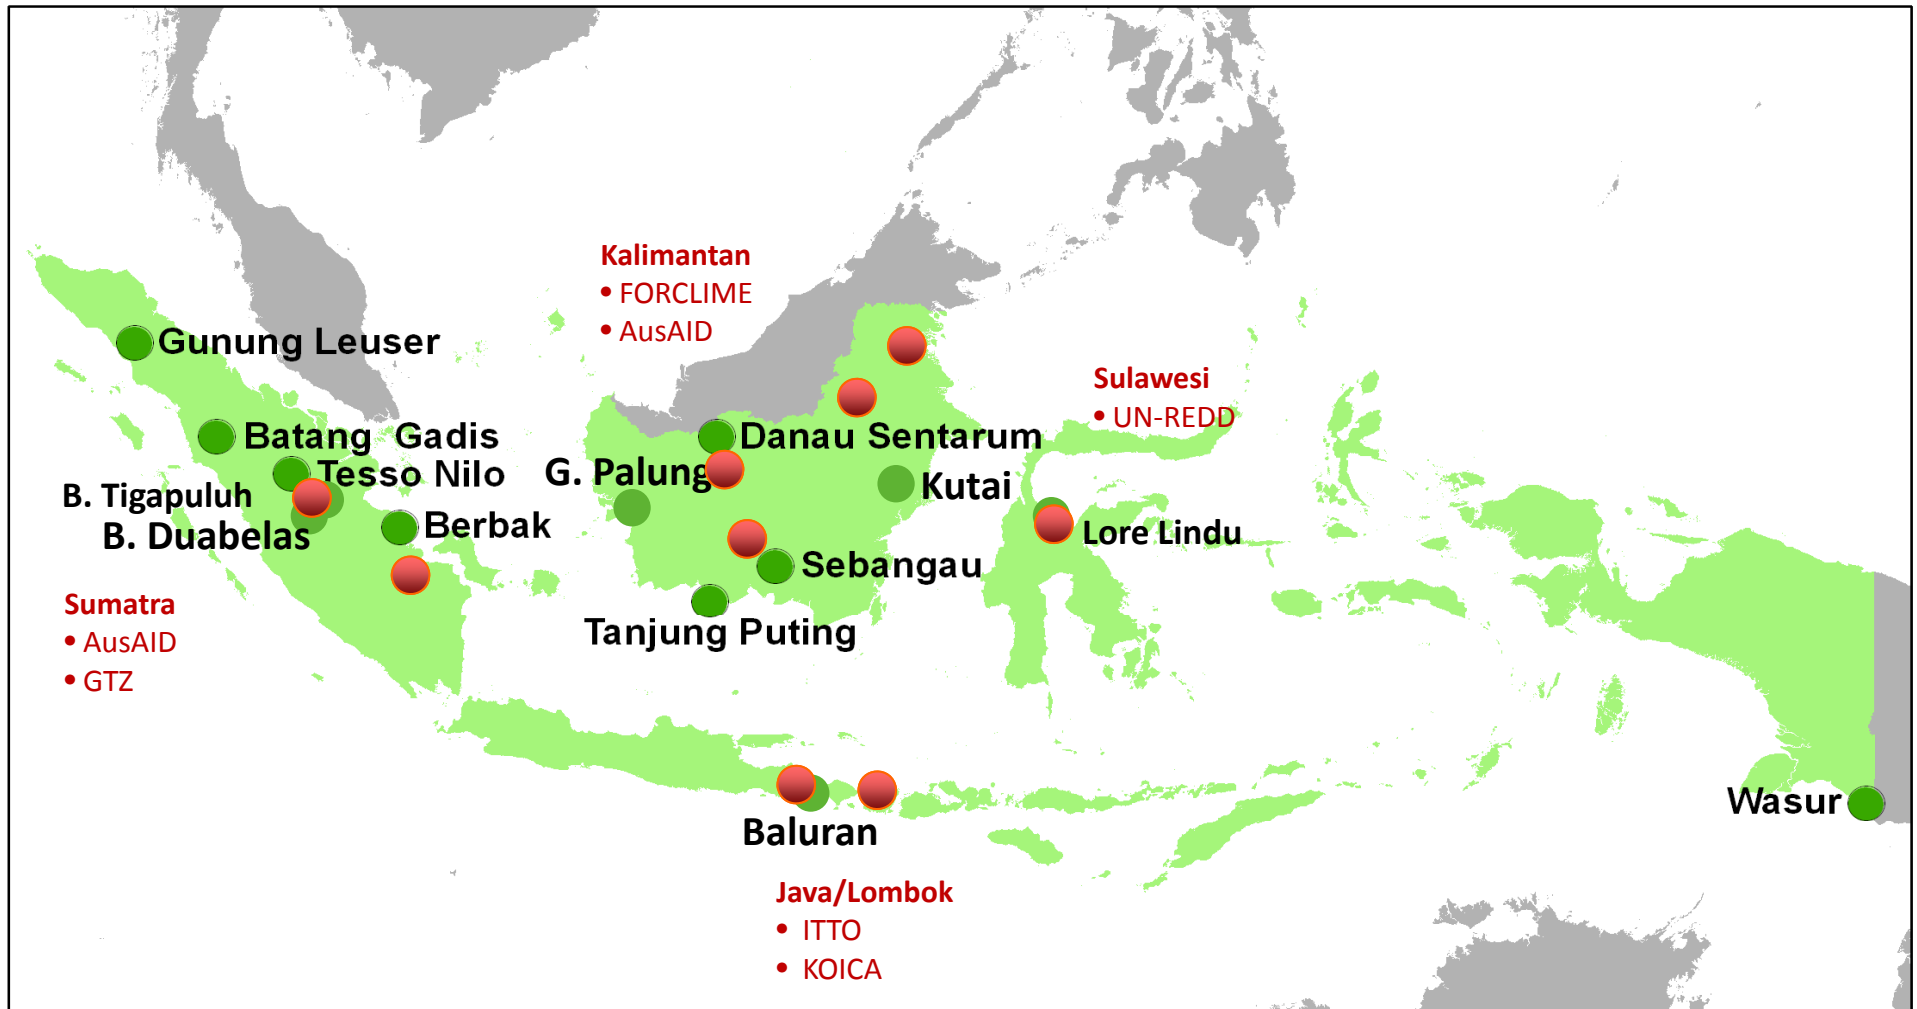 Kalimantan
• FORCLIME
• AusAID
Gunung Leuser
Sulawesi
• UN-REDD
Batang Gadis
Danau Sentarum
Tesso Nilo
G. Palung
Kutai
B. Tigapuluh
B. Duabelas
Berbak
Lore Lindu
Sebangau
Sumatra
• AusAID
• GTZ
Tanjung Puting
Wasur
Baluran
Java/Lombok
• ITTO
• KOICA